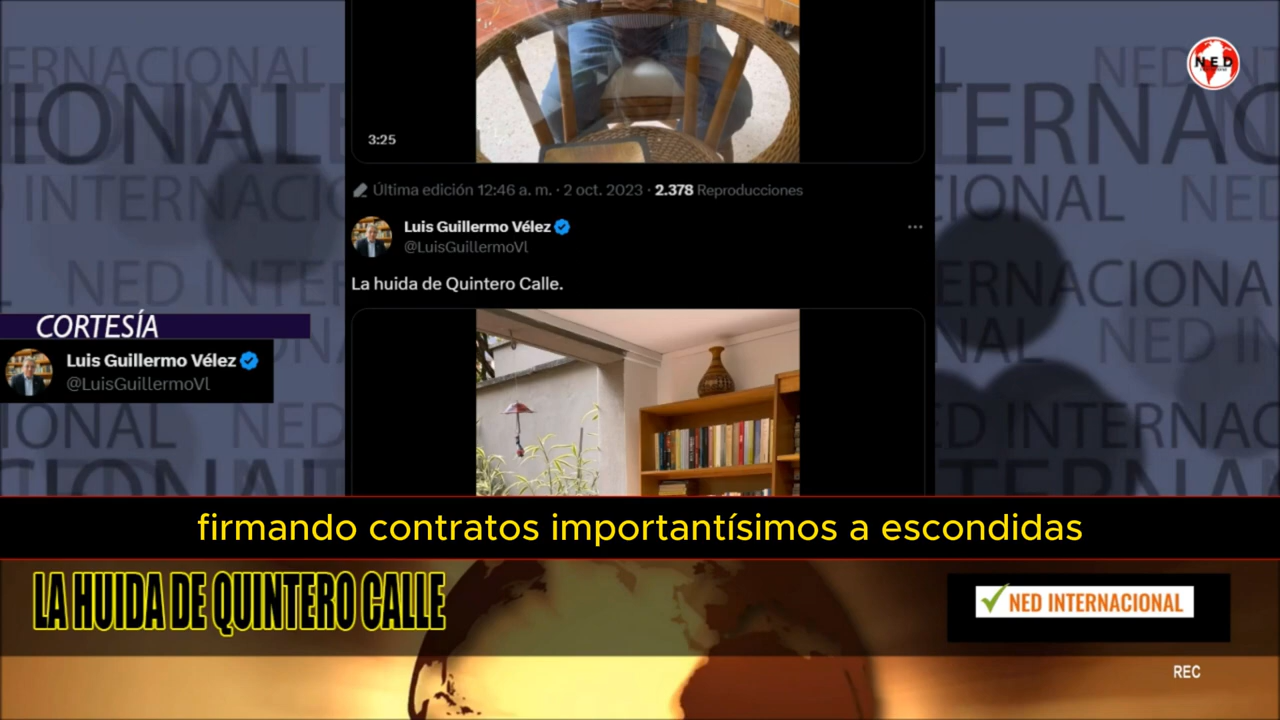 NED
3:25
Última edición 12:46 a. m. · 2 oct. 2023 · 2.378 Reproducciones
Luis Guillermo Vélez
@LuisGuillermoVl
La huida de Quintero Calle.
CORTESÍA
Luis Guillermo Vélez
@LuisGuillermoVl
firmando contratos importantísimos a escondidas
LA HUIDA DE QUINTERO CALLE
NED INTERNACIONAL
REC